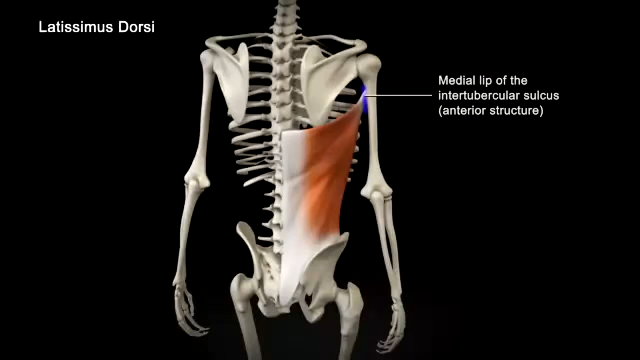 Latissimus Dorsi
Medial lip of the
intertubercular sulcus
(anterior structure)